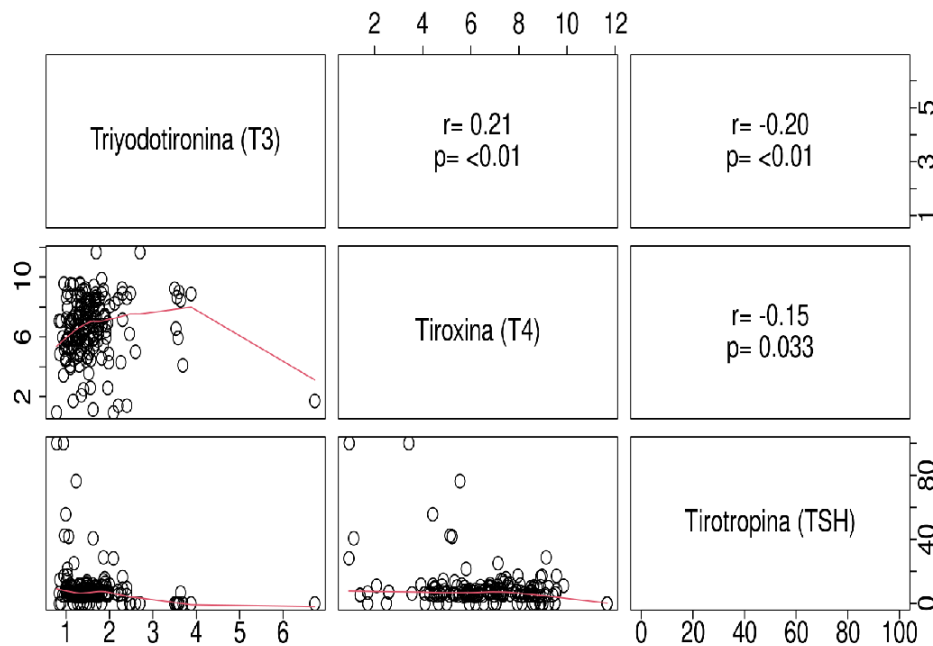 2 4 6 8 10 12
Triyodotironina (T3)
r= 0.21
p= <0.01
r= -0.20
p= <0.01
5
3
1
10
6
2
Tiroxina (T4)
r= -0.15
p= 0.033
Tirotropina (TSH)
80
40
0
1 2 3 4 5 6
0 20 40 60 80 100